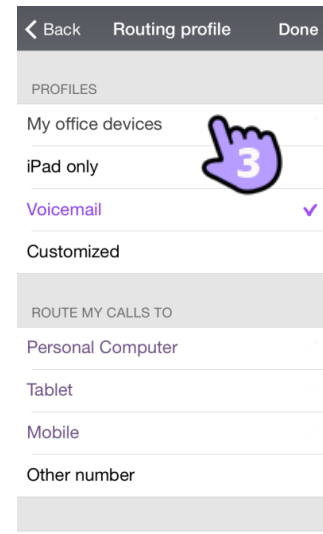 Back Routing profile Done
PROFILES
My office devices
3
iPad only
Voicemail
Customized
ROUTE MY CALLS TO
Personal Computer
Tablet
Mobile
Other number